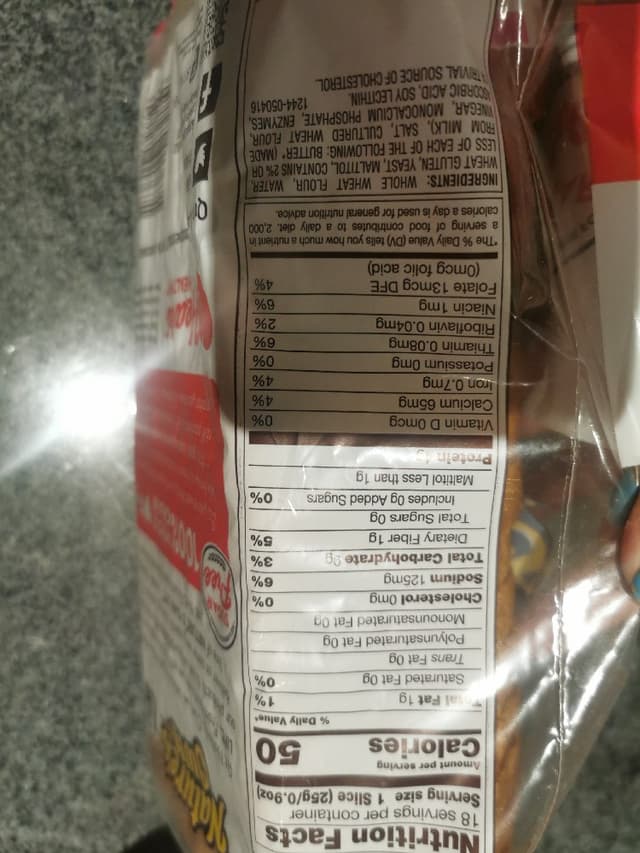 Nutrition Facts
18 servings per container
Serving size 1 Slice (25g/0.9oz)
Amount per serving
Calories 50
% Daily Value*
Total Fat 1g 1%
Saturated Fat 0g 0%
Trans Fat 0g
Polyunsaturated Fat 0g
Monounsaturated Fat 0g
Cholesterol 0mg 0%
Sodium 125mg 6%
Total Carbohydrate 9g 3%
Dietary Fiber 1g 5%
Total Sugars 0g
Includes 0g Added Sugars 0%
Maltitol Less than 1g
Protein
Vitamin D 0mcg 0%
Calcium 65mg 4%
Iron 0.7mg 4%
Potassium 0mg 0%
Thiamin 0.08mg 6%
Riboflavin 0.04mg 2%
Niacin 1mg 6%
Folate 13mcg DFE 4%
(0mcg folic acid)
*The % Daily Value (DV) tells you how much a nutrient in
a serving of food contributes to a daily diet. 2,000
calories a day is used for general nutrition advice.
INGREDIENTS: WHOLE WHEAT FLOUR, WATER,
WHEAT GLUTEN, YEAST, MALTITOL, CONTAINS 2% OR
LESS OF EACH OF THE FOLLOWING: BUTTER* (MADE
FROM MILK), SALT, CULTURED WHEAT FLOUR,
VINEGAR, MONOCALCIUM PHOSPHATE, ENZYMES,
ASCORBIC ACID, SOY LECITHIN. 1244-050416
TRIVIAL SOURCE OF CHOLESTEROL
Nature's
Free
100%